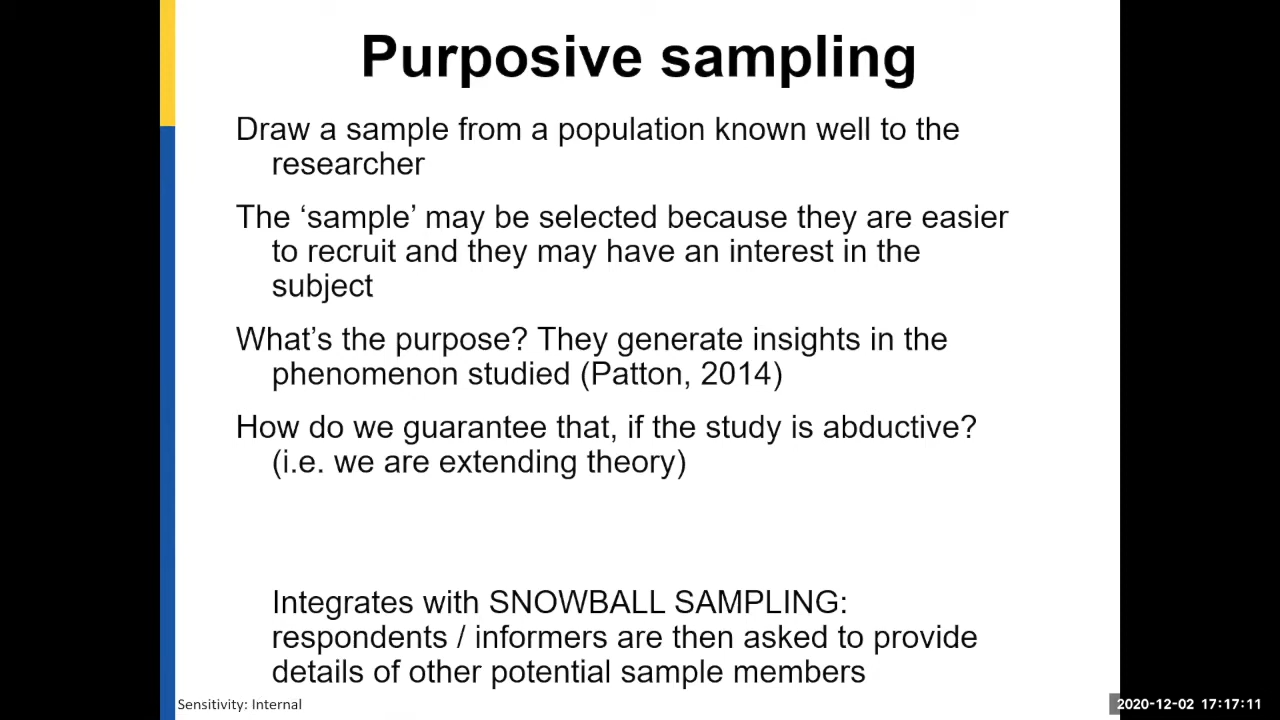 Purposive sampling
Draw a sample from a population known well to the
researcher
The ‘sample’ may be selected because they are easier
to recruit and they may have an interest in the
subject
What’s the purpose? They generate insights in the
phenomenon studied (Patton, 2014)
How do we guarantee that, if the study is abductive?
(i.e. we are extending theory)
Integrates with SNOWBALL SAMPLING:
respondents / informers are then asked to provide
details of other potential sample members
Sensitivity: Internal
2020-12-02 17:17:11